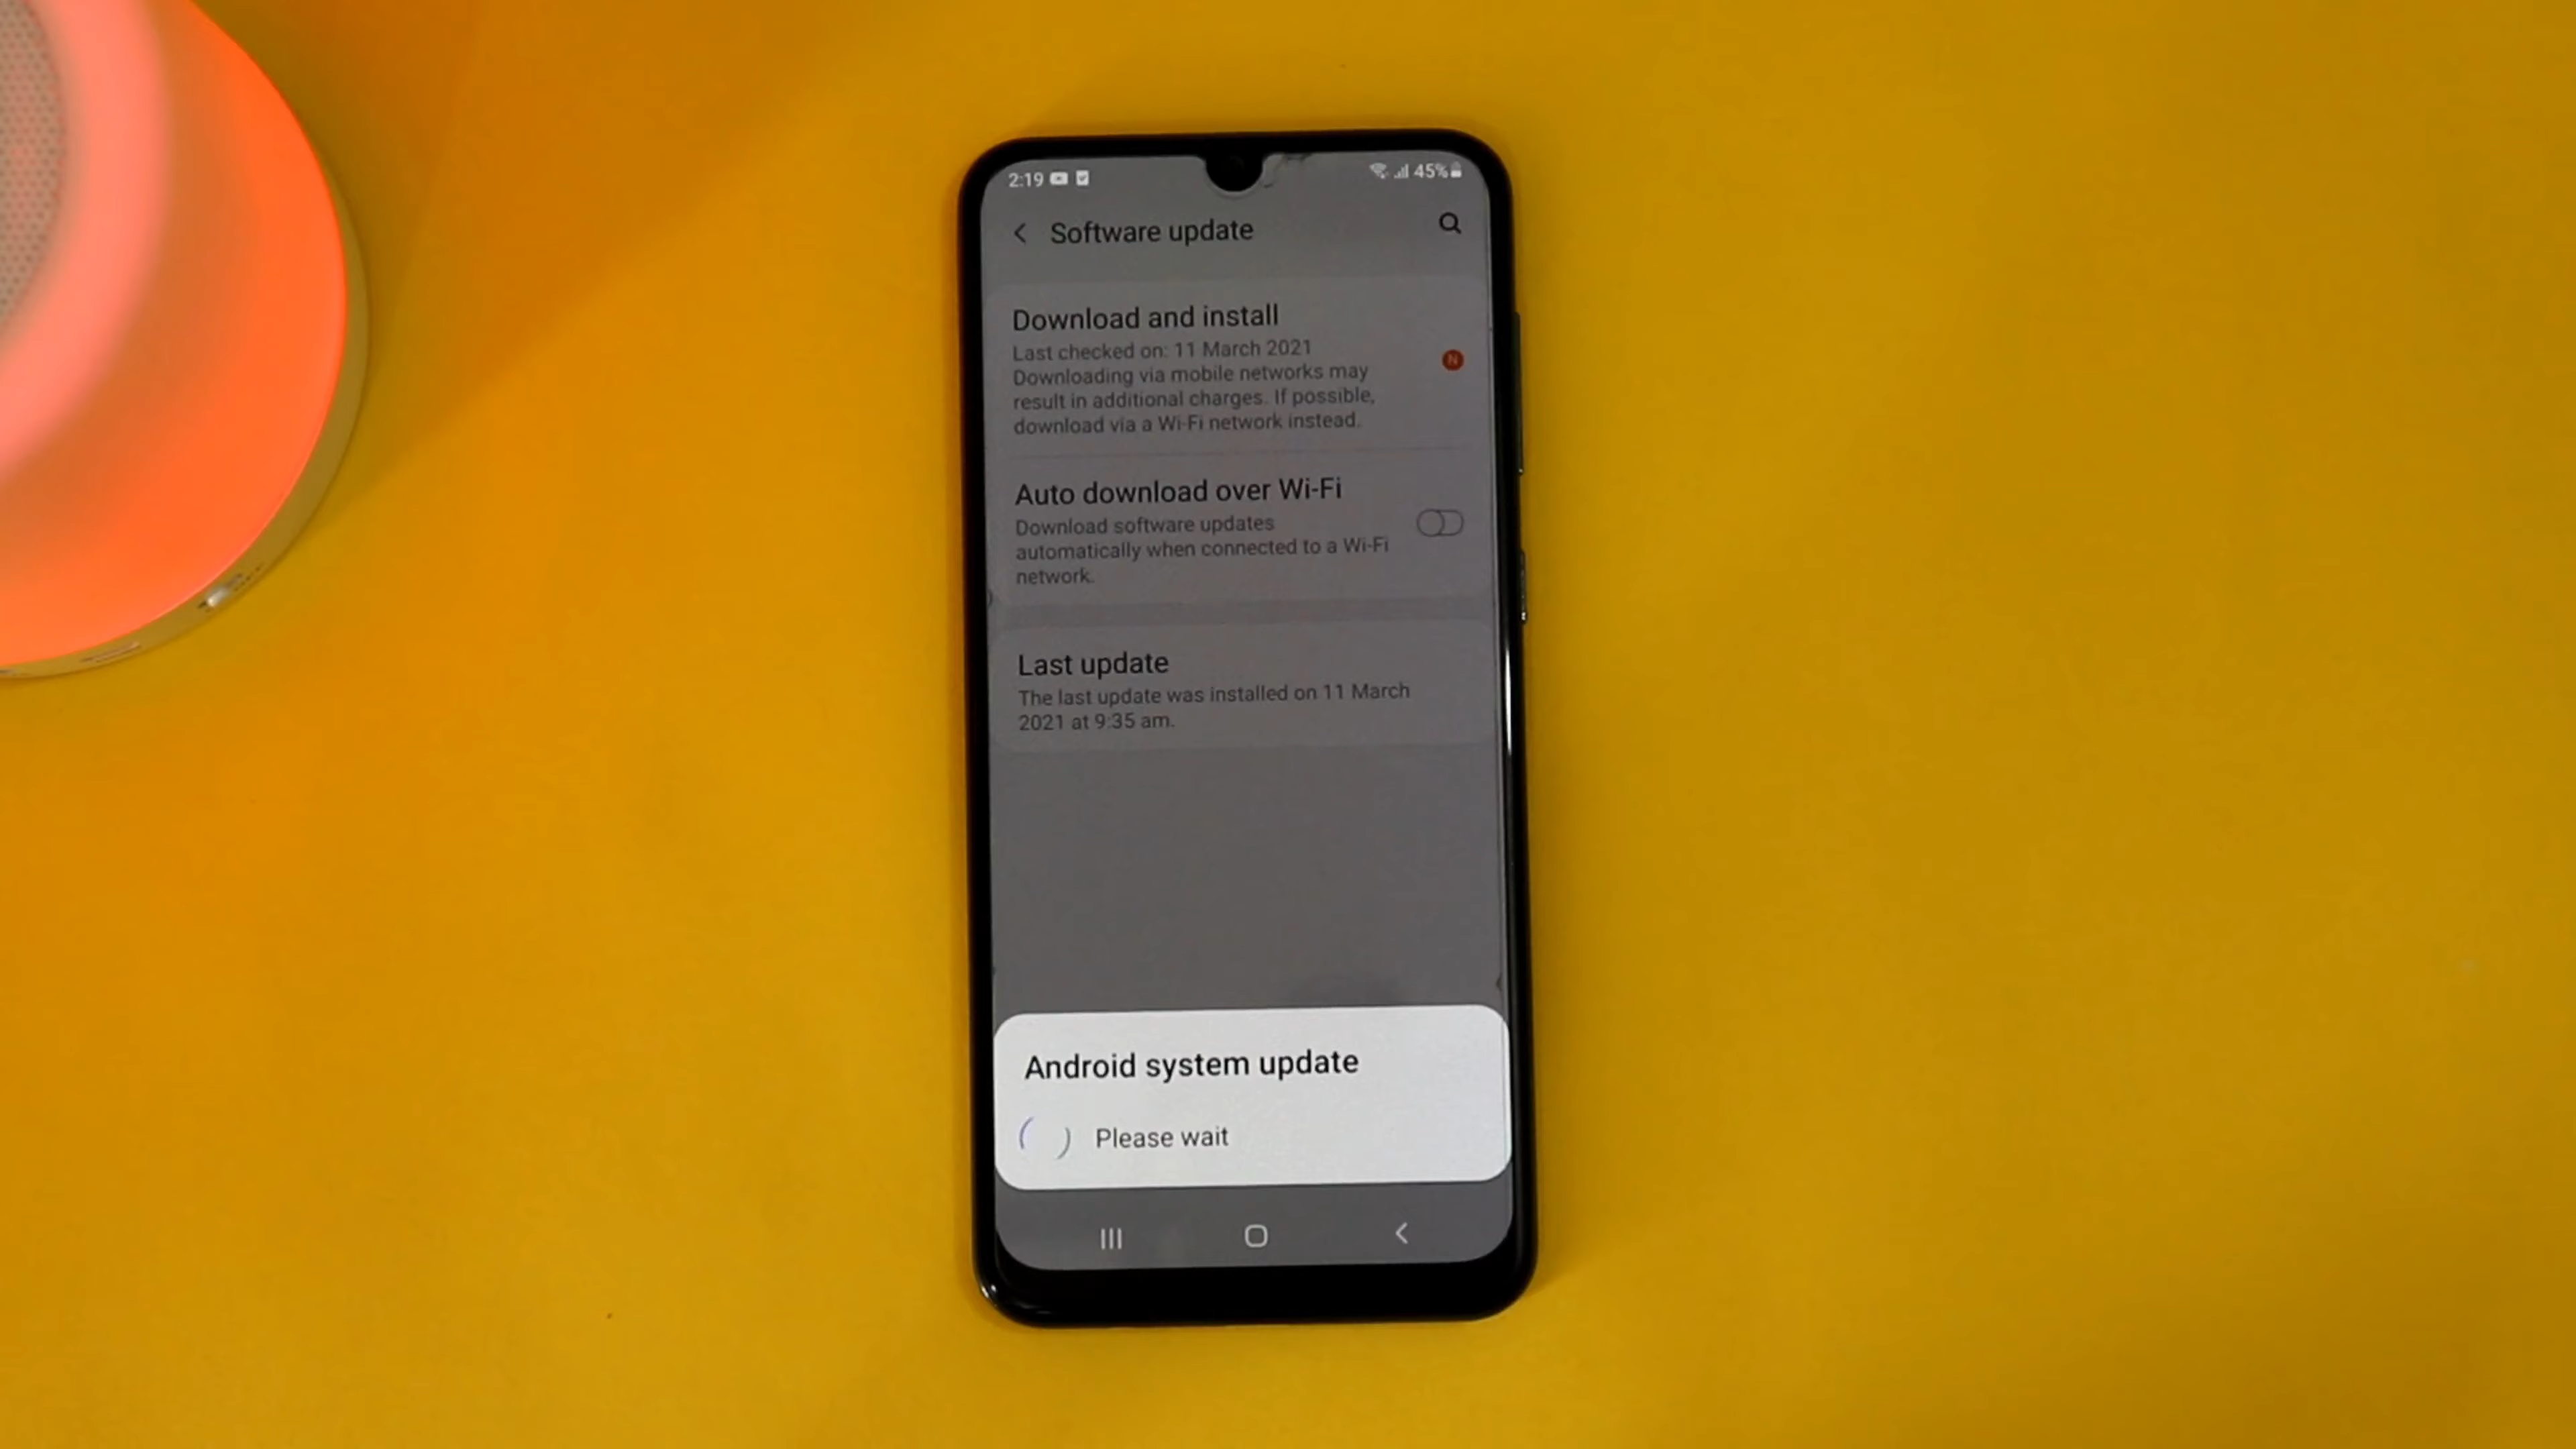 2:19 45%
Software update
Download and install
Last checked on: 11 March 2021
Downloading via mobile networks may
result in additional charges. If possible,
download via a Wi-Fi network instead.
N
Auto download over Wi-Fi
Download software updates
automatically when connected to a Wi-Fi
network.
Last update
The last update was installed on 11 March
2021 at 9:35 am.
Android system update
Please wait